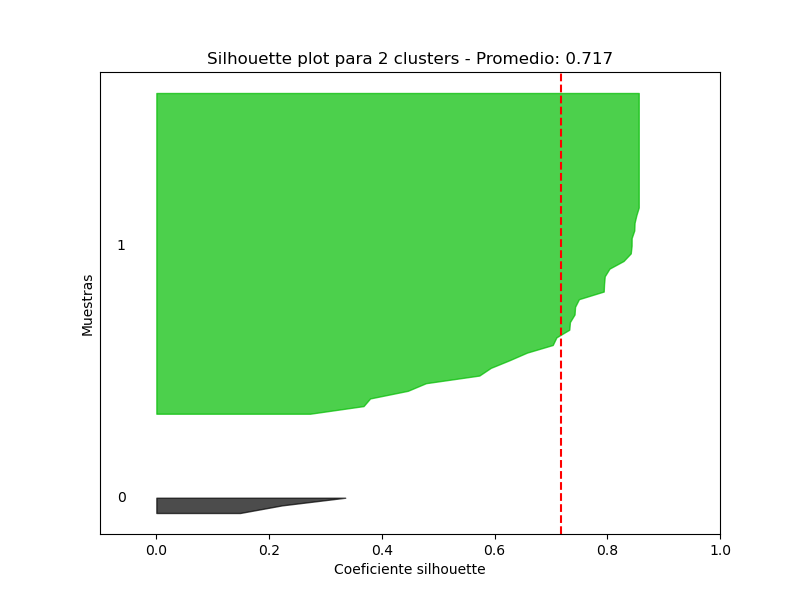 Silhouette plot para 2 clusters - Promedio: 0.717
Muestras
1
0
0.0 0.2 0.4 0.6 0.8 1.0
Coeficiente silhouette